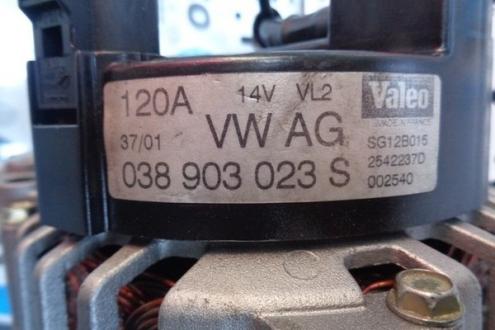 120A 14V VL2 Valeo
MADE IN FRANCE
37/01 VW AG SG12B015
2542237D
038 903 023 S 002540